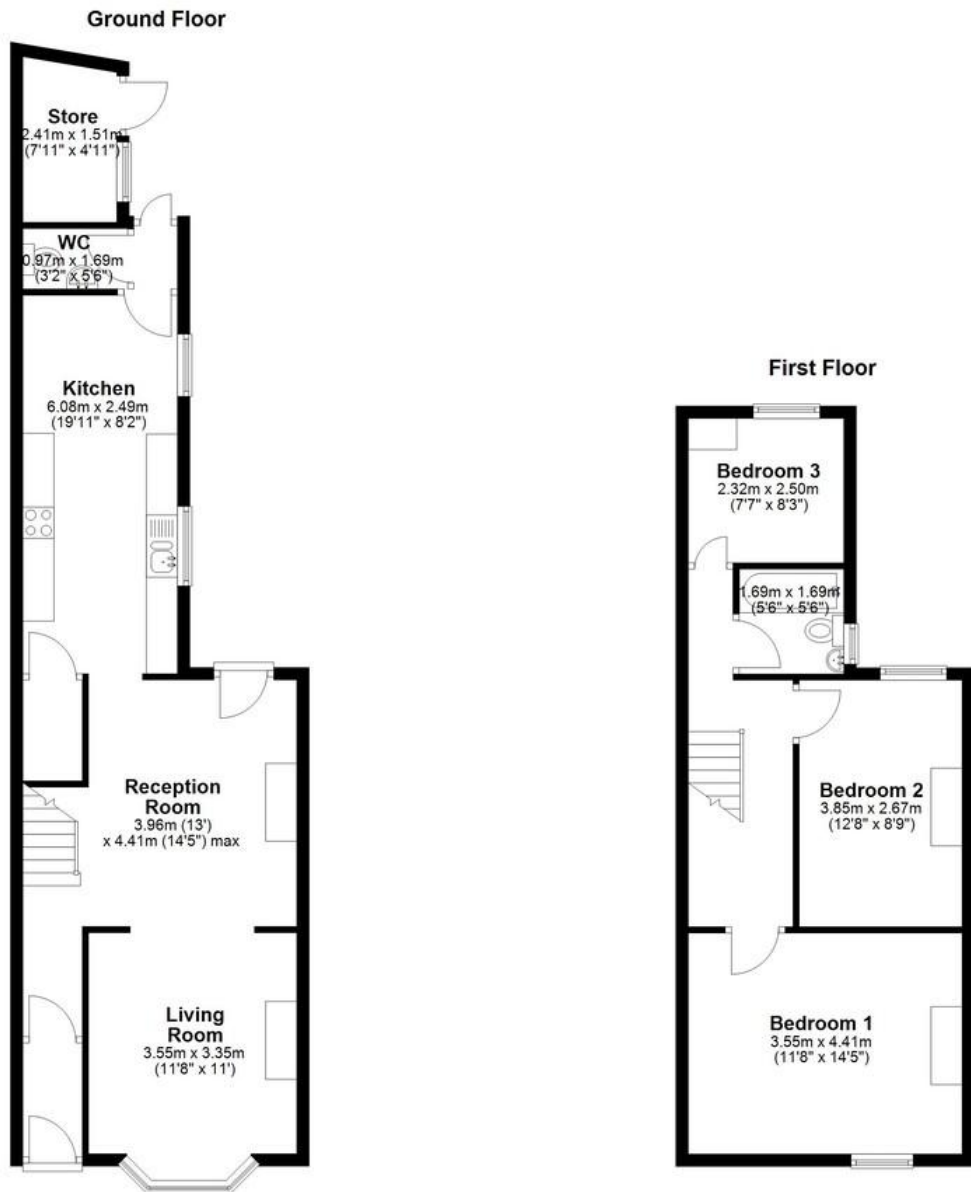 Ground Floor
Store
2.41m x 1.51m
(7'11" x 4'11")
WC
0.97m x 1.69m
(3'2" x 5'6")
Kitchen
6.08m x 2.49m
(19'11" x 8'2")
Reception
Room
3.96m (13')
x 4.41m (14'5") max
Living
Room
3.55m x 3.35m
(11'8" x 11')
First Floor
Bedroom 3
2.32m x 2.50m
(7'7" x 8'3")
1.69m x 1.69m
(5'6" x 5'6")
Bedroom 2
3.85m x 2.67m
(12'8" x 8'9")
Bedroom 1
3.55m x 4.41m
(11'8" x 14'5")